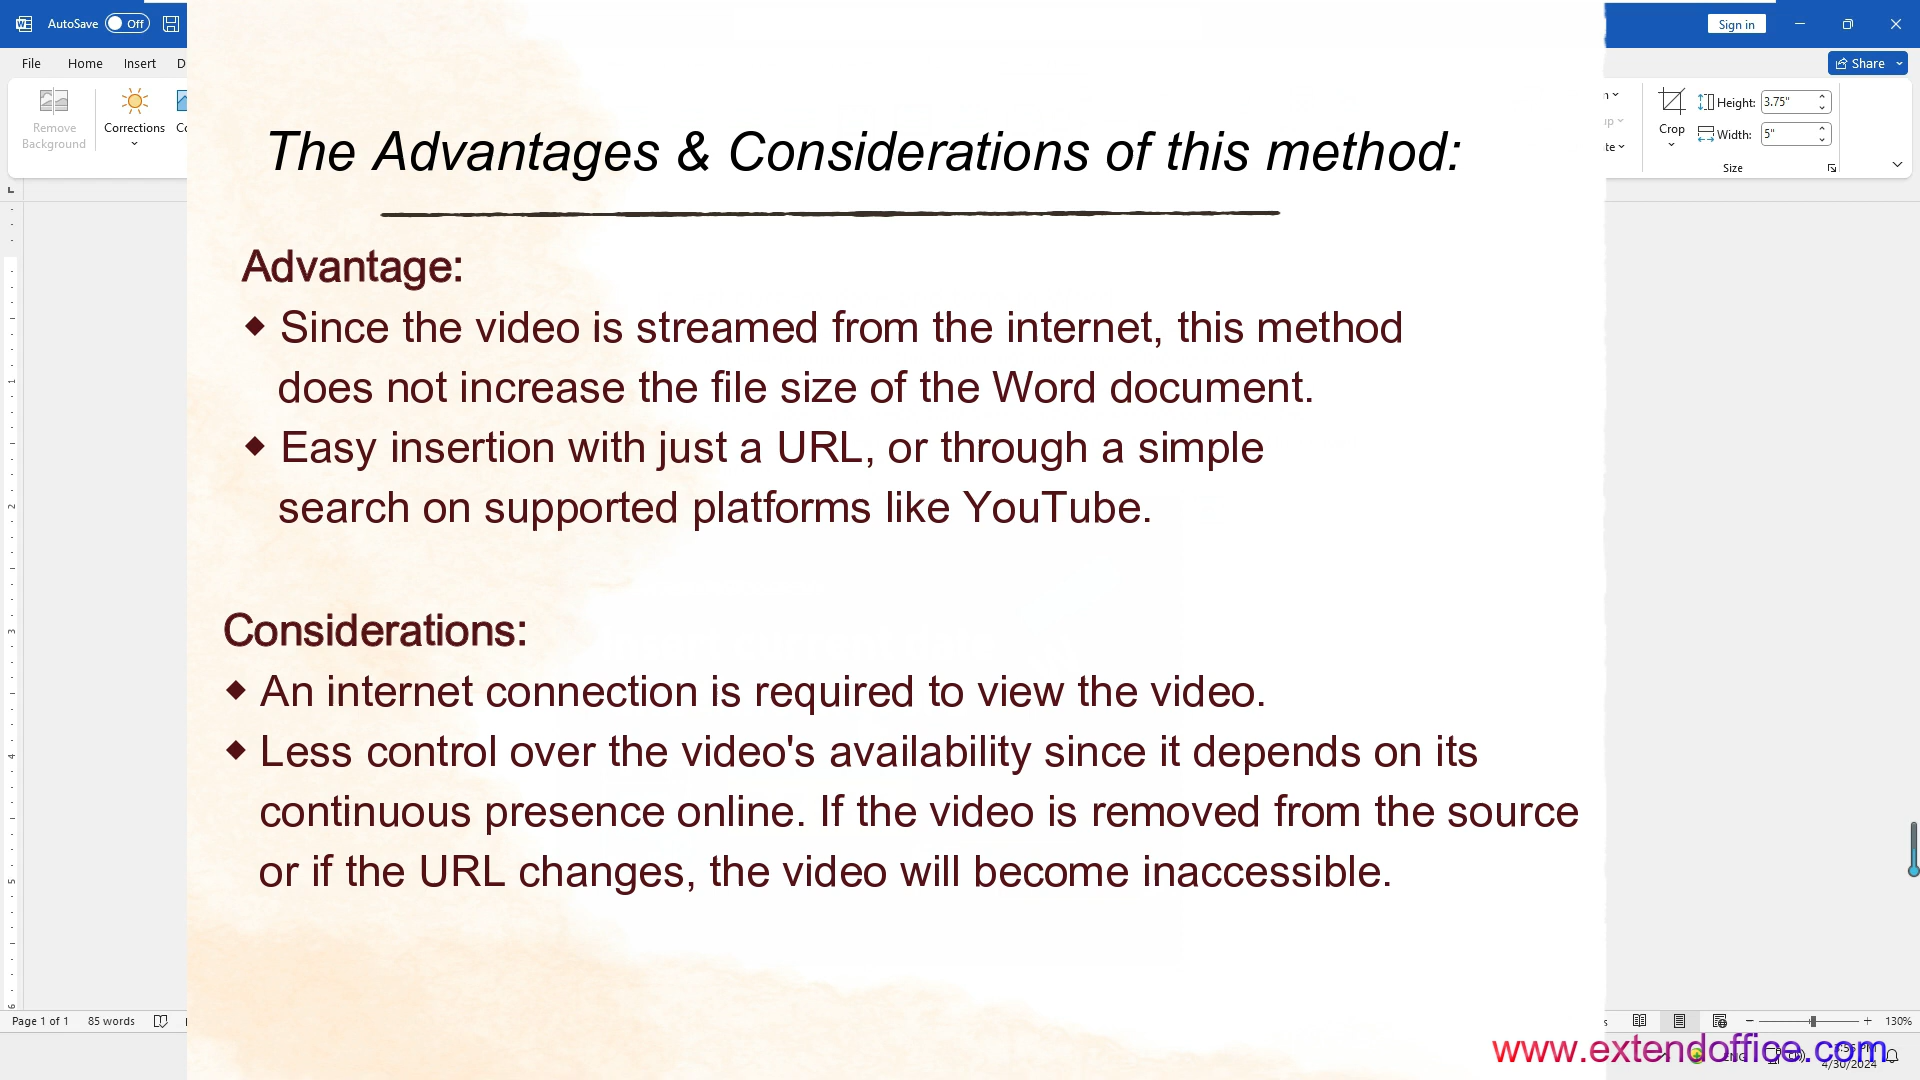 AutoSave Off
Sign in
File Home Insert D
Share
Remove Background
Corrections
Crop
Height: 3.75"
Width: 5"
Size
The Advantages & Considerations of this method:
Advantage:
◆ Since the video is streamed from the internet, this method
does not increase the file size of the Word document.
◆ Easy insertion with just a URL, or through a simple
search on supported platforms like YouTube.
Considerations:
◆ An internet connection is required to view the video.
◆ Less control over the video's availability since it depends on its
continuous presence online. If the video is removed from the source
or if the URL changes, the video will become inaccessible.
Page 1 of 1 85 words
130%
www.extendoffice.com
4/30/2024